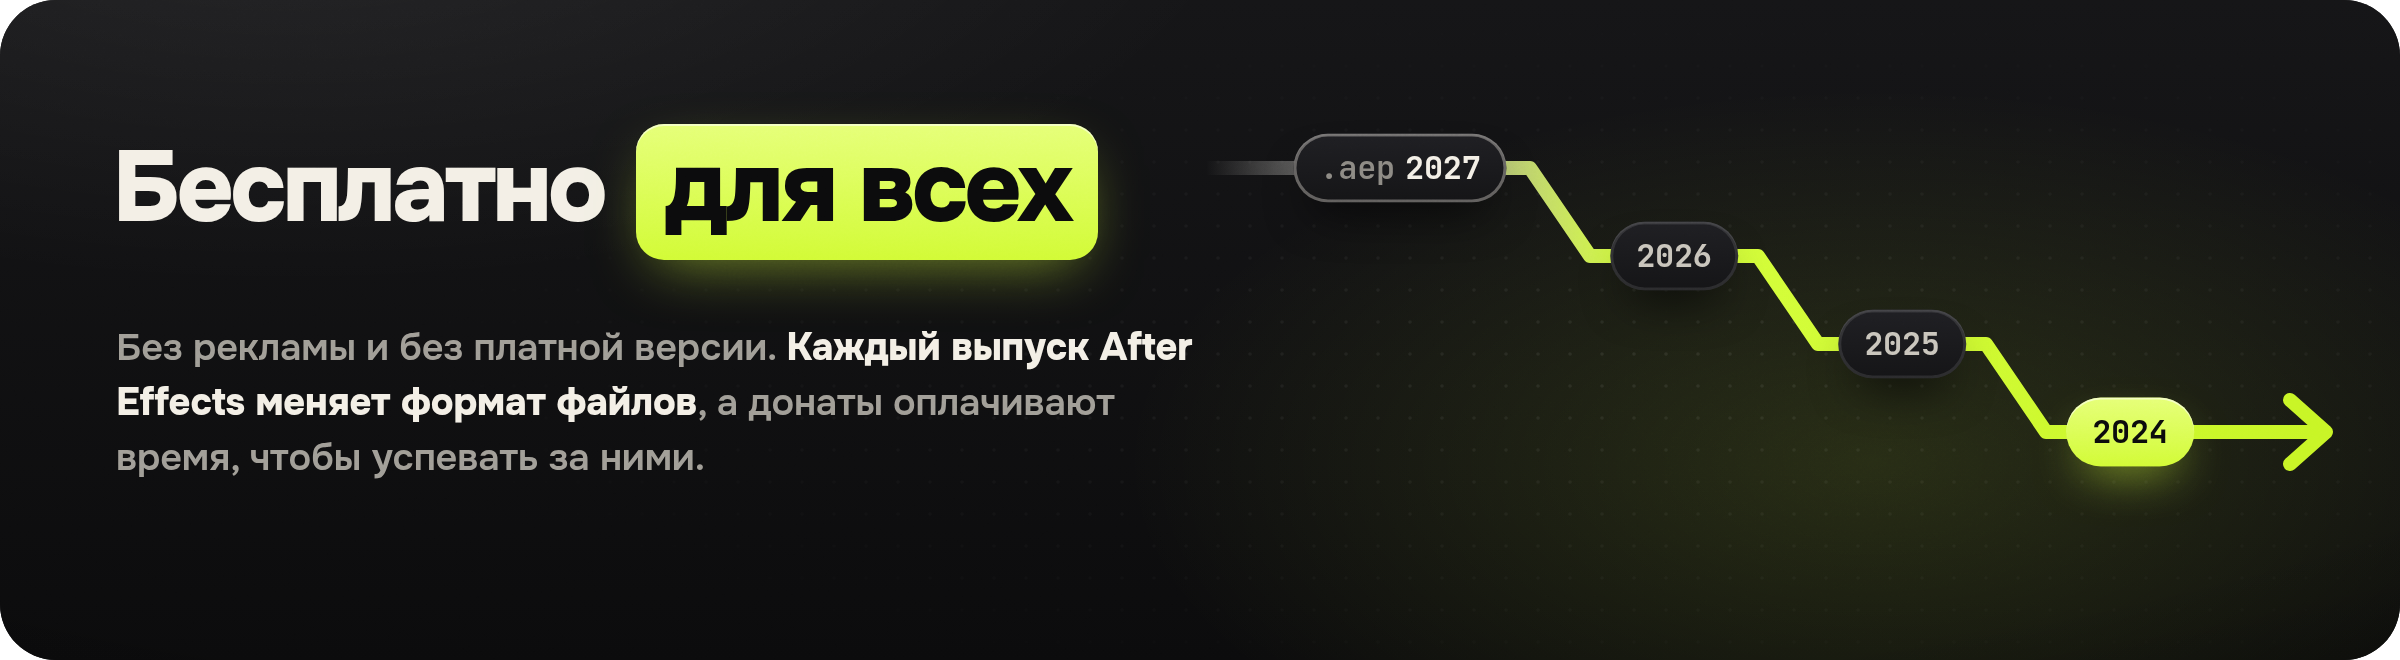 Бесплатно для всех
Без рекламы и без платной версии. Каждый выпуск After
Effects меняет формат файлов, а донаты оплачивают
время, чтобы успевать за ними.
.aep 2027
2026
2025
2024